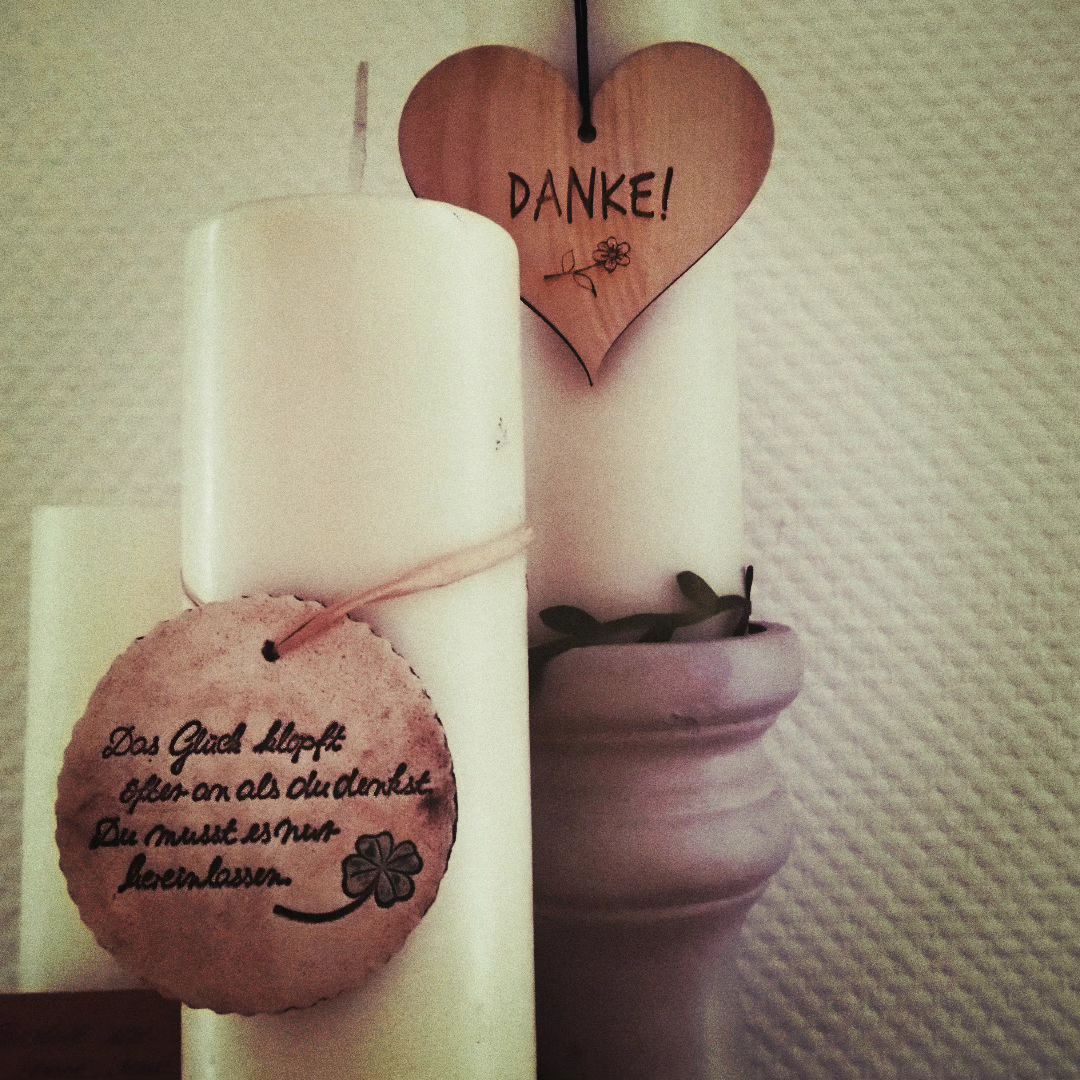 DANKE!
Das Glück klopft
öfter an als du denkst.
Du musst es nur
hereinlassen.